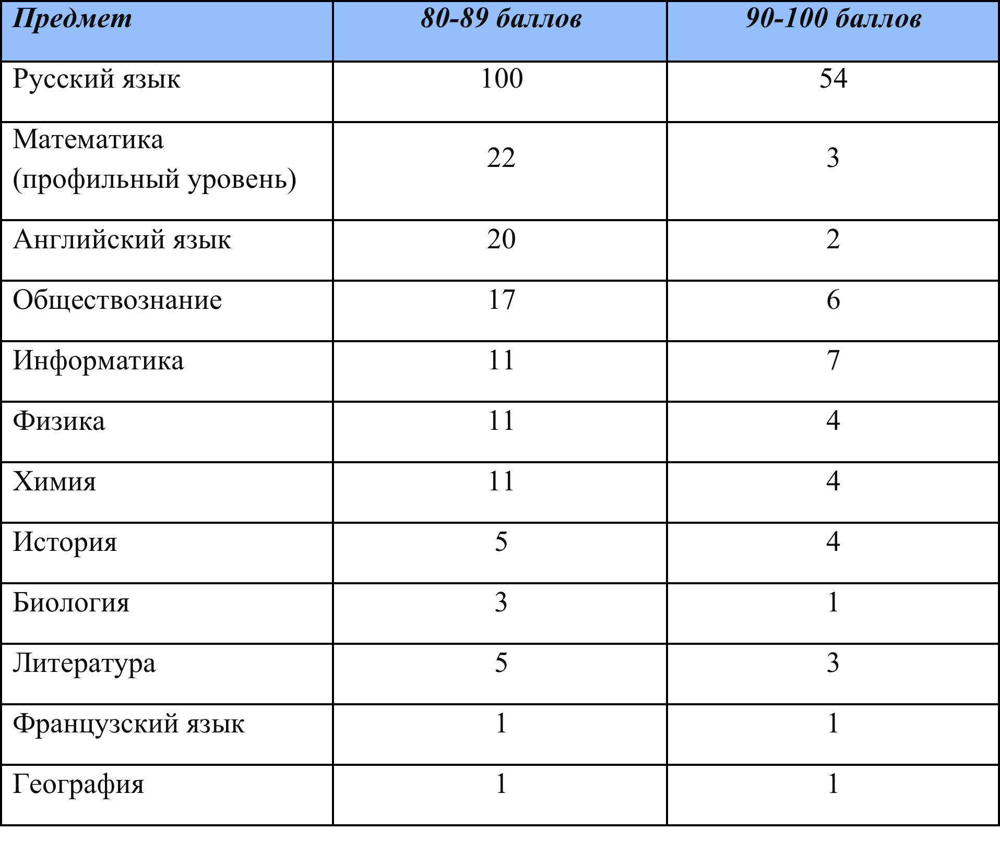 Предмет 80-89 баллов 90-100 баллов
Русский язык 100 54
Математика
(профильный уровень) 22 3
Английский язык 20 2
Обществознание 17 6
Информатика 11 7
Физика 11 4
Химия 11 4
История 5 4
Биология 3 1
Литература 5 3
Французский язык 1 1
География 1 1